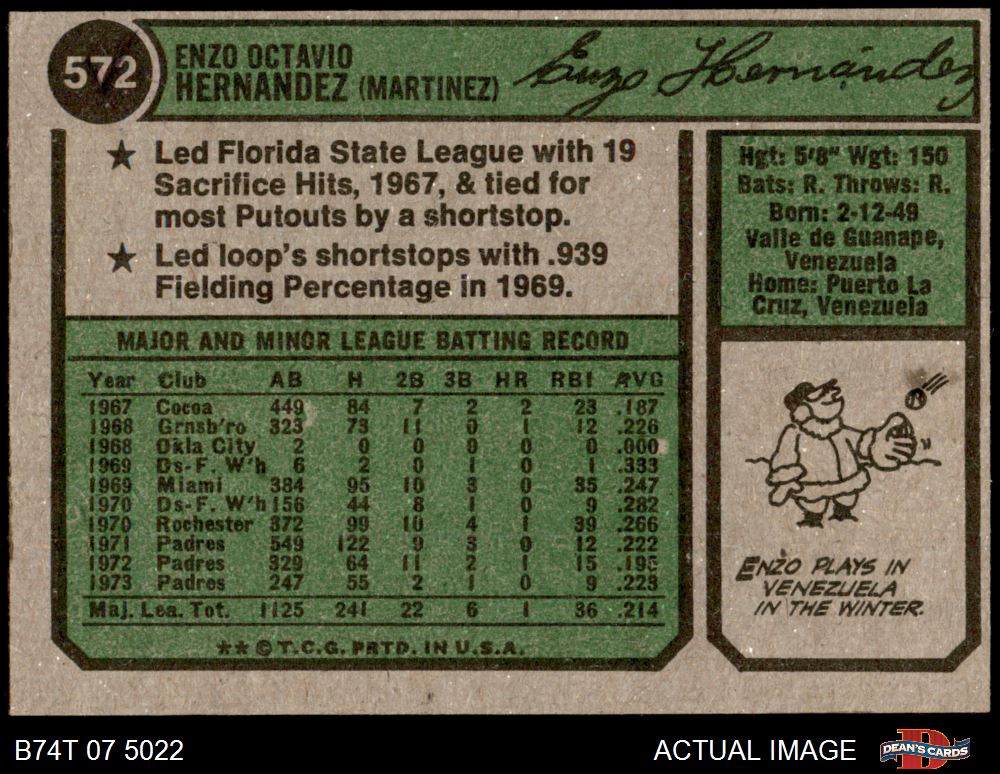 572
ENZO OCTAVIO
HERNANDEZ (MARTINEZ)
Enzo Hernández
★ Led Florida State League with 19
Sacrifice Hits, 1967, & tied for
most Putouts by a shortstop.
★ Led loop's shortstops with .939
Fielding Percentage in 1969.
Hgt: 5'8" Wgt: 150
Bats: R. Throws: R.
Born: 2-12-49
Valle de Guanape,
Venezuela
Home: Puerto La
Cruz, Venezuela
MAJOR AND MINOR LEAGUE BATTING RECORD
Year Club AB H 2B 3B HR RBI AVG
1967 Cocoa 449 84 7 2 2 23 .187
1968 Grnsb'ro 323 73 11 0 1 12 .226
1968 Okla City 2 0 0 0 0 0 .000
1969 Ds-F. W'h 6 2 0 1 0 1 .333
1969 Miami 384 95 10 3 0 35 .247
1970 Ds-F. W'h 156 44 8 1 0 9 .282
1970 Rochester 372 99 10 4 1 39 .266
1971 Padres 549 122 9 3 0 12 .222
1972 Padres 329 64 11 2 1 15 .195
1973 Padres 247 55 2 1 0 9 .223
Maj. Lea. Tot. 1125 241 22 6 1 36 .214
★★ © T.C.G. PRTD. IN U.S.A.
ENZO PLAYS IN
VENEZUELA
IN THE WINTER.
B74T 07 5022
ACTUAL IMAGE
DEAN'S CARDS